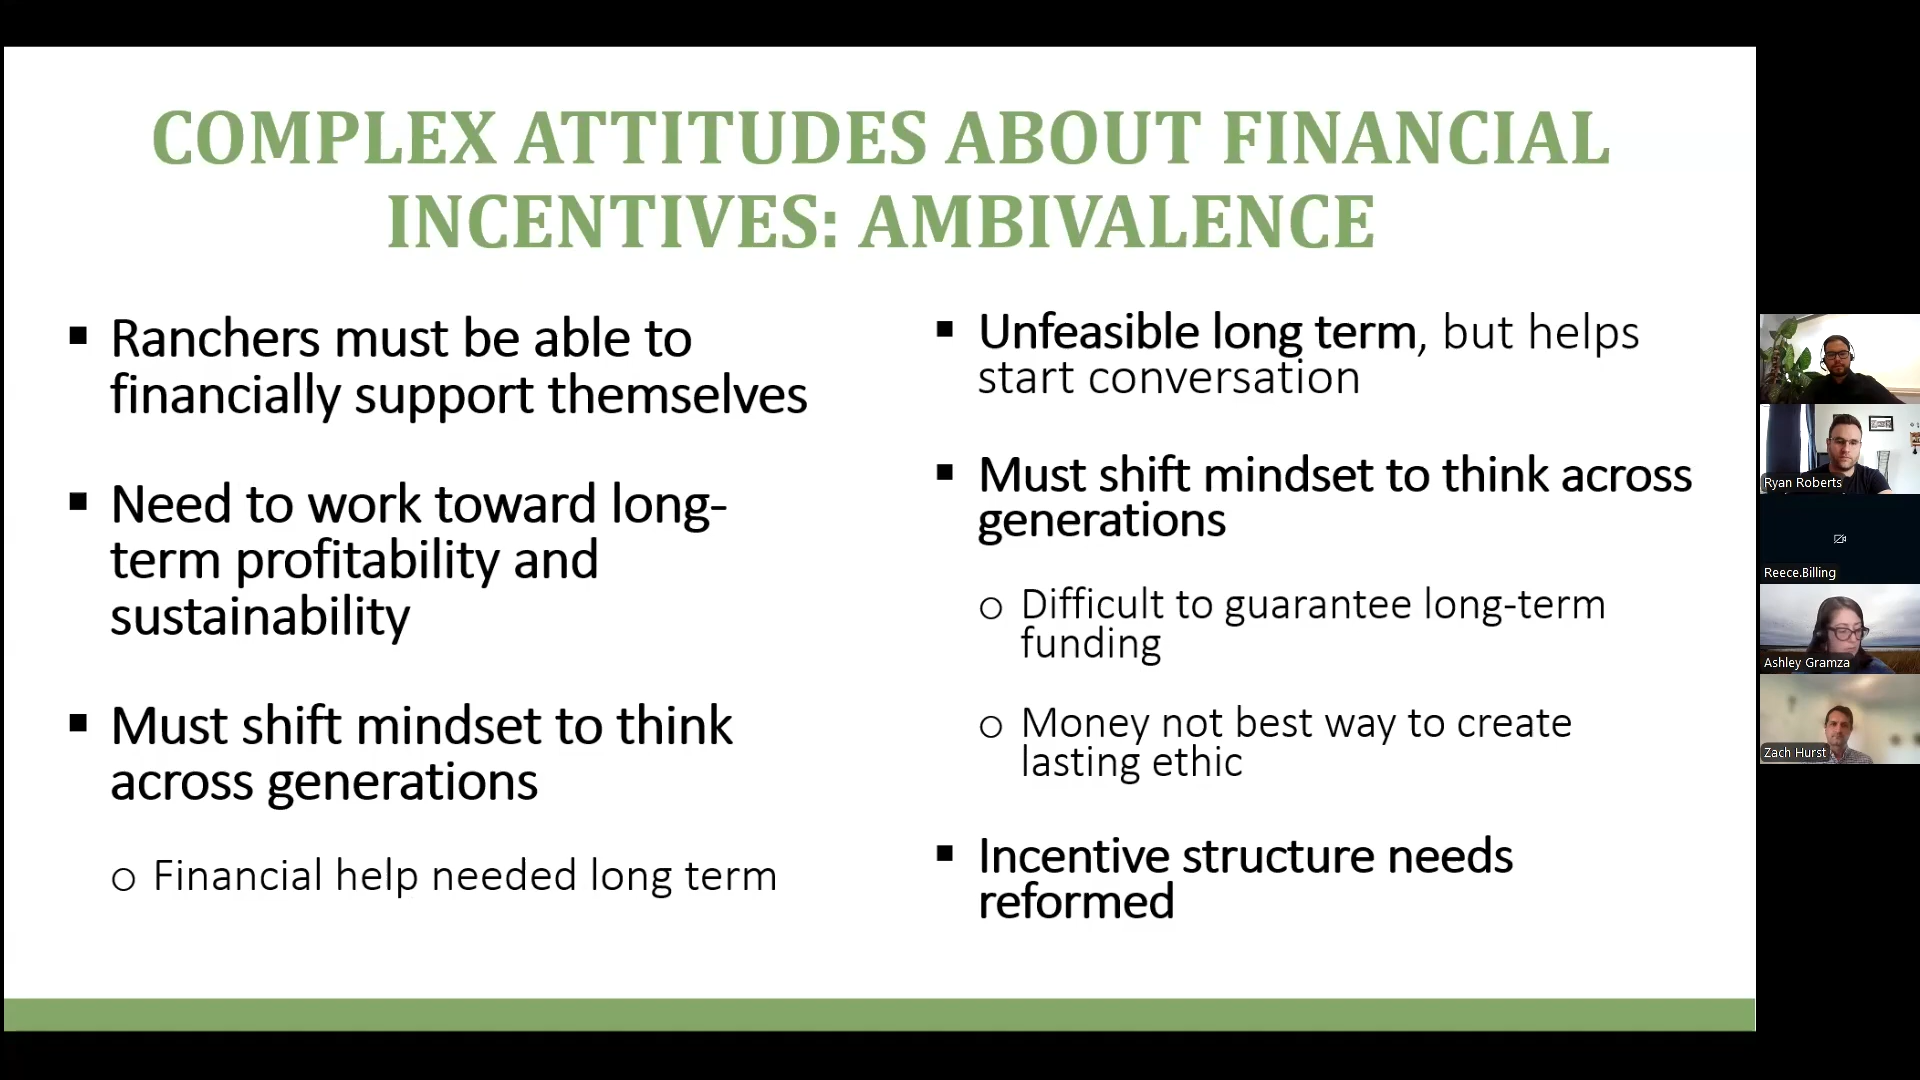 COMPLEX ATTITUDES ABOUT FINANCIAL
INCENTIVES: AMBIVALENCE
▪ Ranchers must be able to
financially support themselves
▪ Need to work toward long-
term profitability and
sustainability
▪ Must shift mindset to think
across generations
○ Financial help needed long term
▪ Unfeasible long term, but helps
start conversation
▪ Must shift mindset to think across
generations
○ Difficult to guarantee long-term
funding
○ Money not best way to create
lasting ethic
▪ Incentive structure needs
reformed
Ryan Roberts
Reece.Billing
Ashley Gramza
Zach Hurst